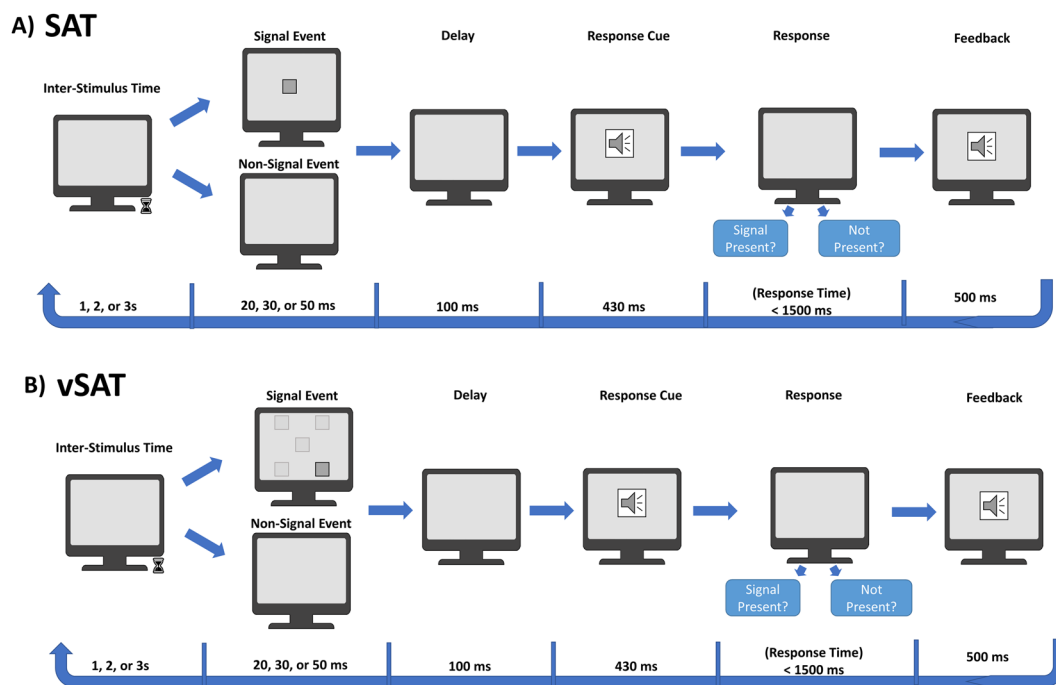 A) SAT
Signal Event
Delay
Response Cue
Response
Feedback
Inter-Stimulus Time
Non-Signal Event
Signal
Present?
Not
Present?
1, 2, or 3s
20, 30, or 50 ms
100 ms
430 ms
(Response Time)
< 1500 ms
500 ms
B) vSAT
Signal Event
Delay
Response Cue
Response
Feedback
Inter-Stimulus Time
Non-Signal Event
Signal
Present?
Not
Present?
1, 2, or 3s
20, 30, or 50 ms
100 ms
430 ms
(Response Time)
< 1500 ms
500 ms